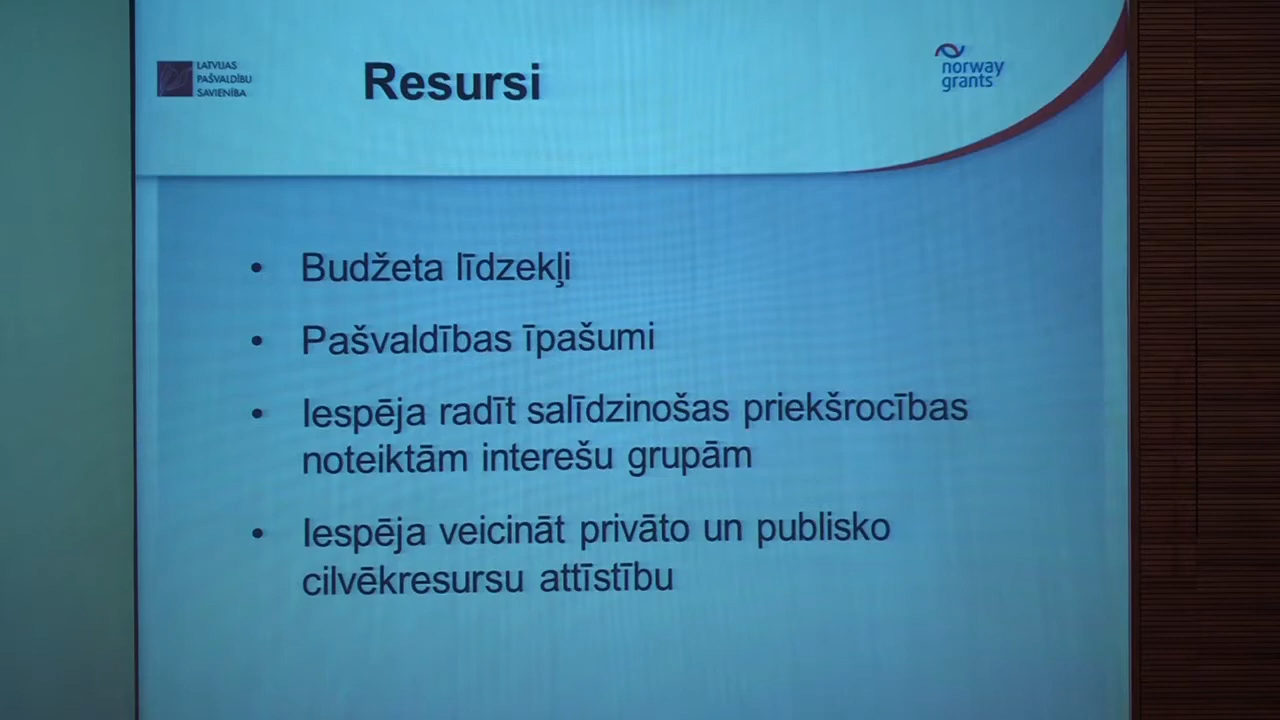 LATVIJAS
PAŠVALDĪBU
SAVIENĪBA
Resursi
norway
grants
• Budžeta līdzekļi
• Pašvaldības īpašumi
• Iespēja radīt salīdzinošas priekšrocības
noteiktām interešu grupām
• Iespēja veicināt privāto un publisko
cilvēkresursu attīstību